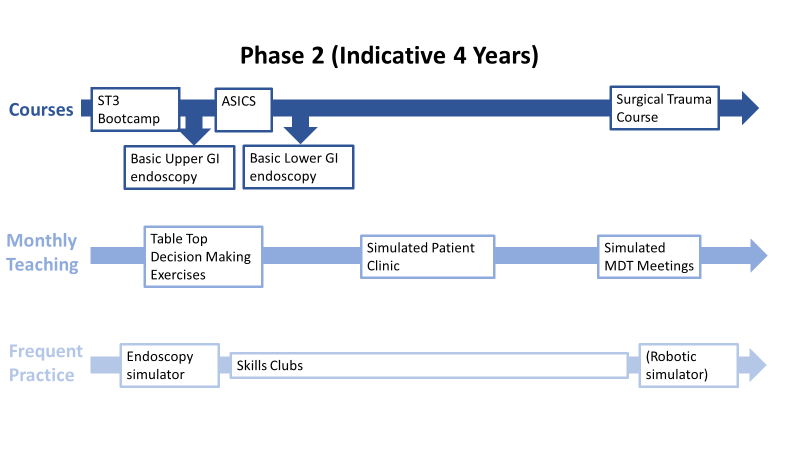 Phase 2 (Indicative 4 Years)
Courses
ST3
Bootcamp
ASICS
Surgical Trauma
Course
Basic Upper GI
endoscopy
Basic Lower GI
endoscopy
Monthly
Teaching
Table Top
Decision Making
Exercises
Simulated Patient
Clinic
Simulated
MDT Meetings
Frequent
Practice
Endoscopy
simulator
Skills Clubs
(Robotic
simulator)